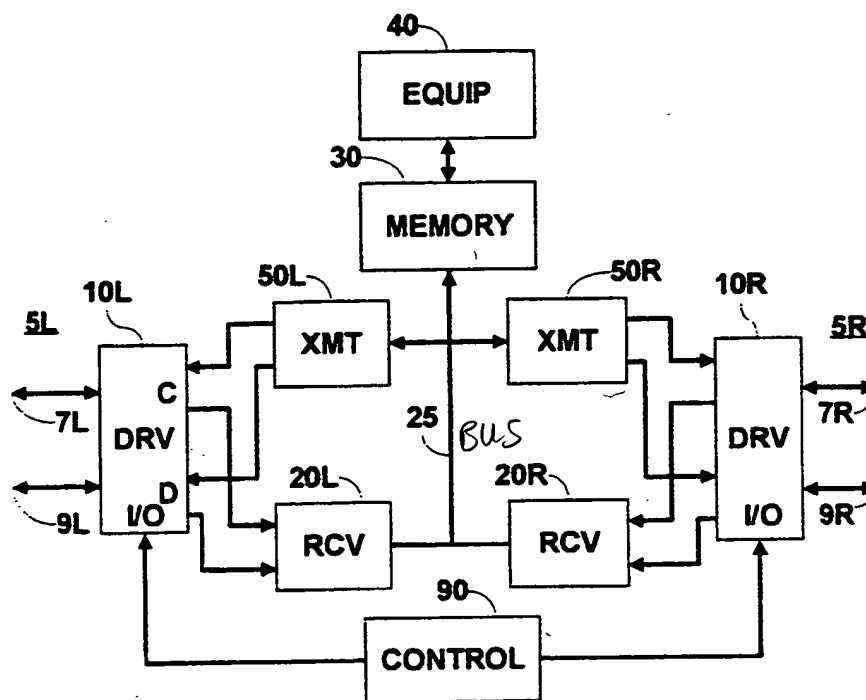 40
EQUIP
30
MEMORY
50L
50R
10L
10R
5L
XMT
XMT
5R
C
7L
DRV
25
BUS
DRV
7R
D
20L
20R
9L
I/O
RCV
RCV
I/O
9R
90
CONTROL